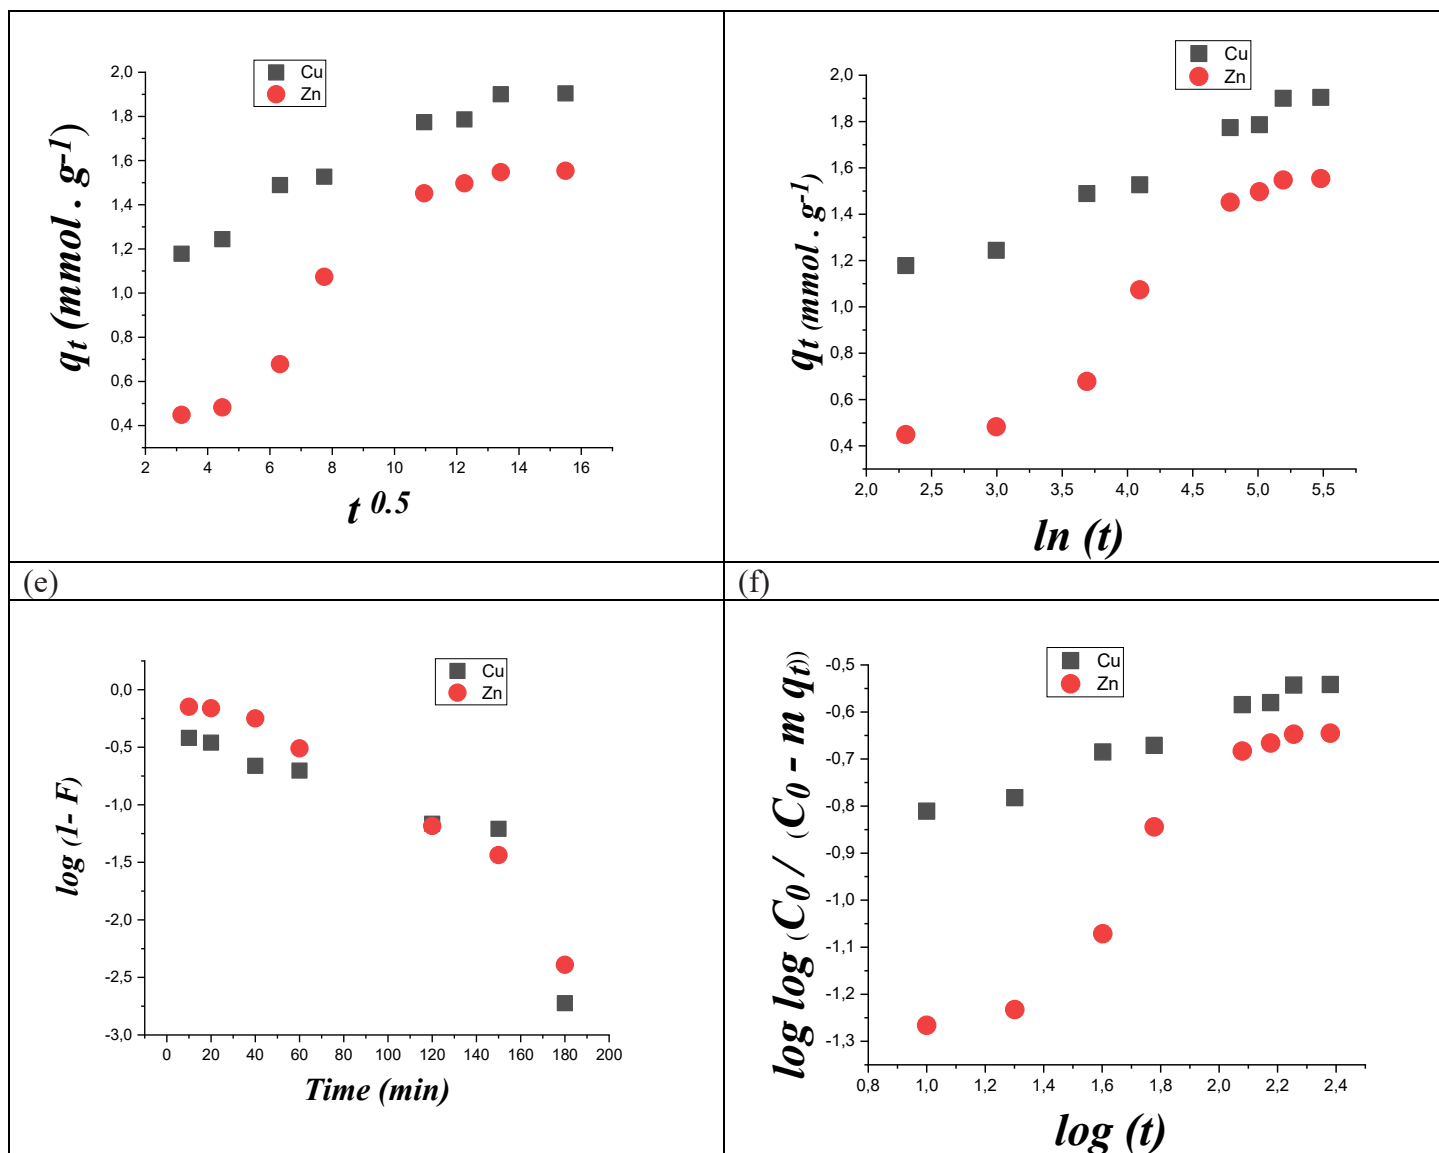 Cu
Zn
2,0
1,8
1,6
1,4
1,2
1,0
0,8
0,6
0,4
2 4 6 8 10 12 14 16
qt (mmol . g-1)
t 0.5
Cu
Zn
2,0
1,8
1,6
1,4
1,2
1,0
0,8
0,6
0,4
2,0 2,5 3,0 3,5 4,0 4,5 5,0 5,5
qt (mmol . g-1)
ln (t)
(e)
(f)
Cu
Zn
0,0
-0,5
-1,0
-1,5
-2,0
-2,5
-3,0
0 20 40 60 80 100 120 140 160 180 200
log (1- F)
Time (min)
Cu
Zn
-0,5
-0,6
-0,7
-0,8
-0,9
-1,0
-1,1
-1,2
-1,3
0,8 1,0 1,2 1,4 1,6 1,8 2,0 2,2 2,4
log log (C0 / (C0 - m qt))
log (t)